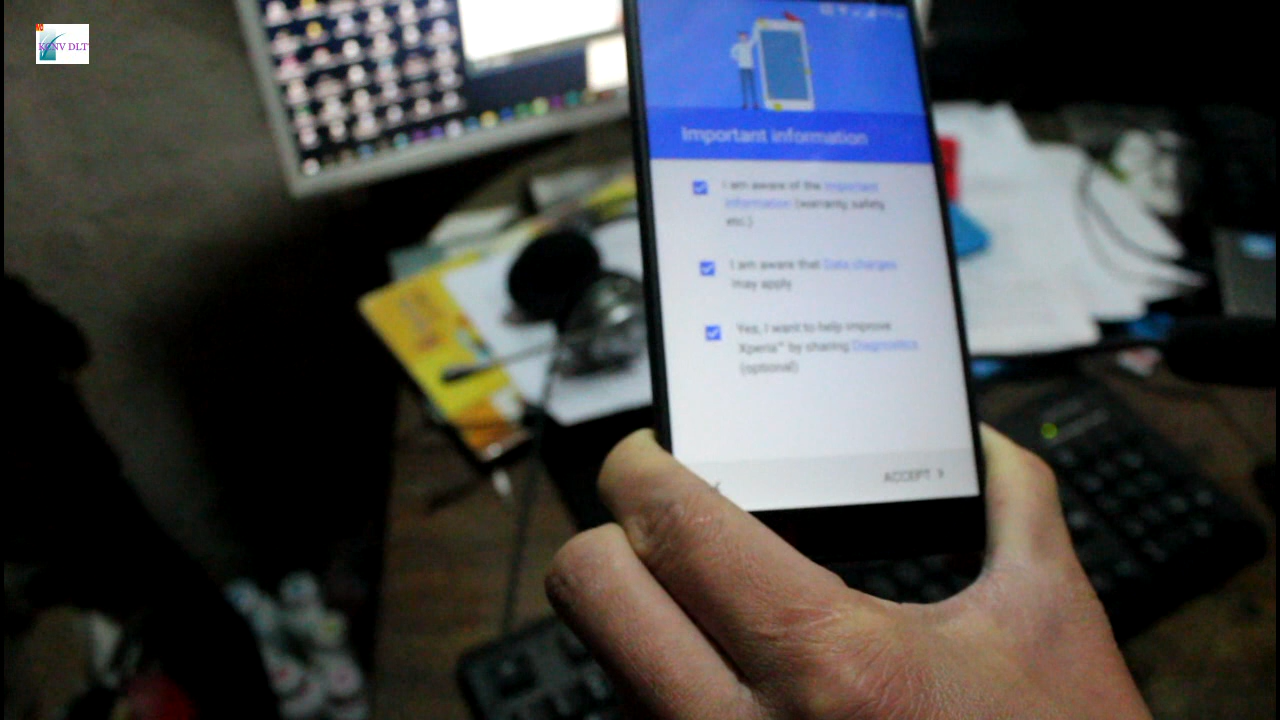 KENV DLT
Important information
I am aware of the Important
information (warranty, safety
etc.)
I am aware that Data charges
may apply
Yes, I want to help improve
Xperia™ by sharing Diagnostics
(optional)
ACCEPT